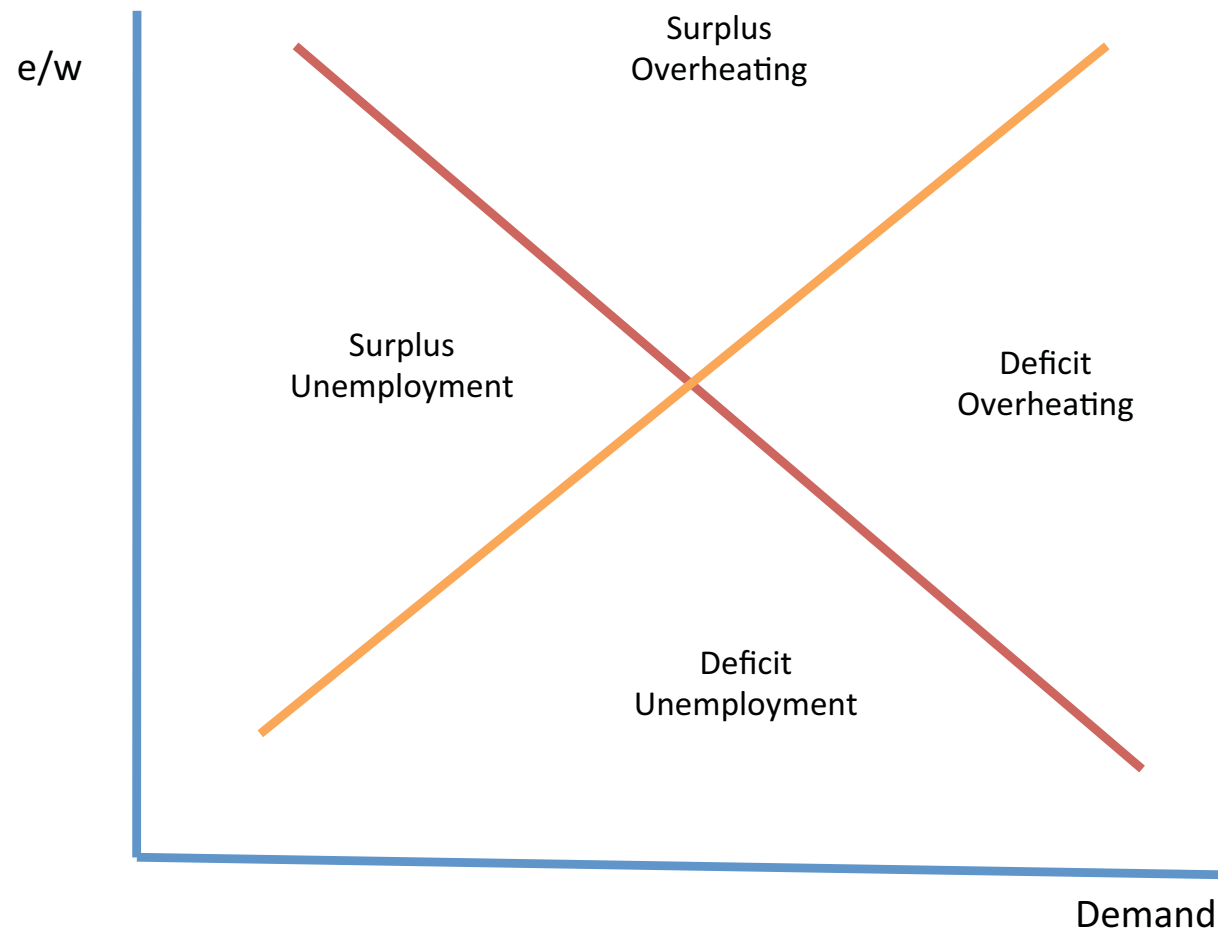 Surplus
Overheating
e/w
Surplus
Unemployment
Deficit
Overheating
Deficit
Unemployment
Demand